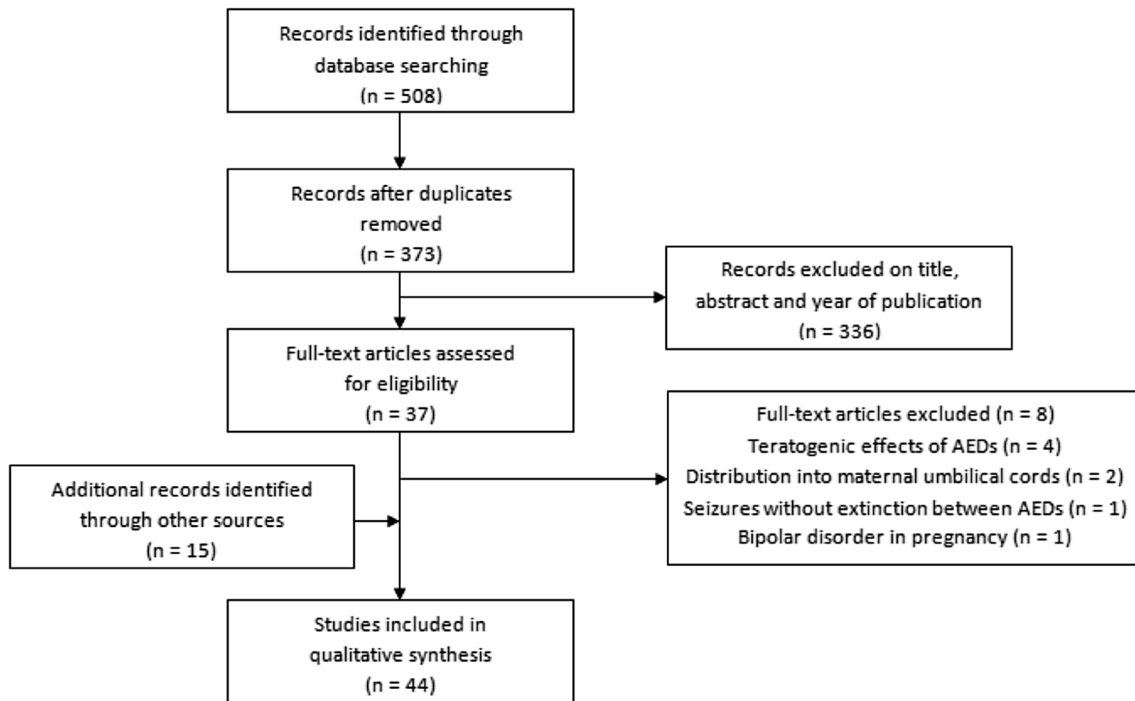 Records identified through
database searching
(n = 508)
Records after duplicates
removed
(n = 373)
Records excluded on title,
abstract and year of publication
(n = 336)
Full-text articles assessed
for eligibility
(n = 37)
Full-text articles excluded (n = 8)
Teratogenic effects of AEDs (n = 4)
Distribution into maternal umbilical cords (n = 2)
Seizures without extinction between AEDs (n = 1)
Bipolar disorder in pregnancy (n = 1)
Additional records identified
through other sources
(n = 15)
Studies included in
qualitative synthesis
(n = 44)